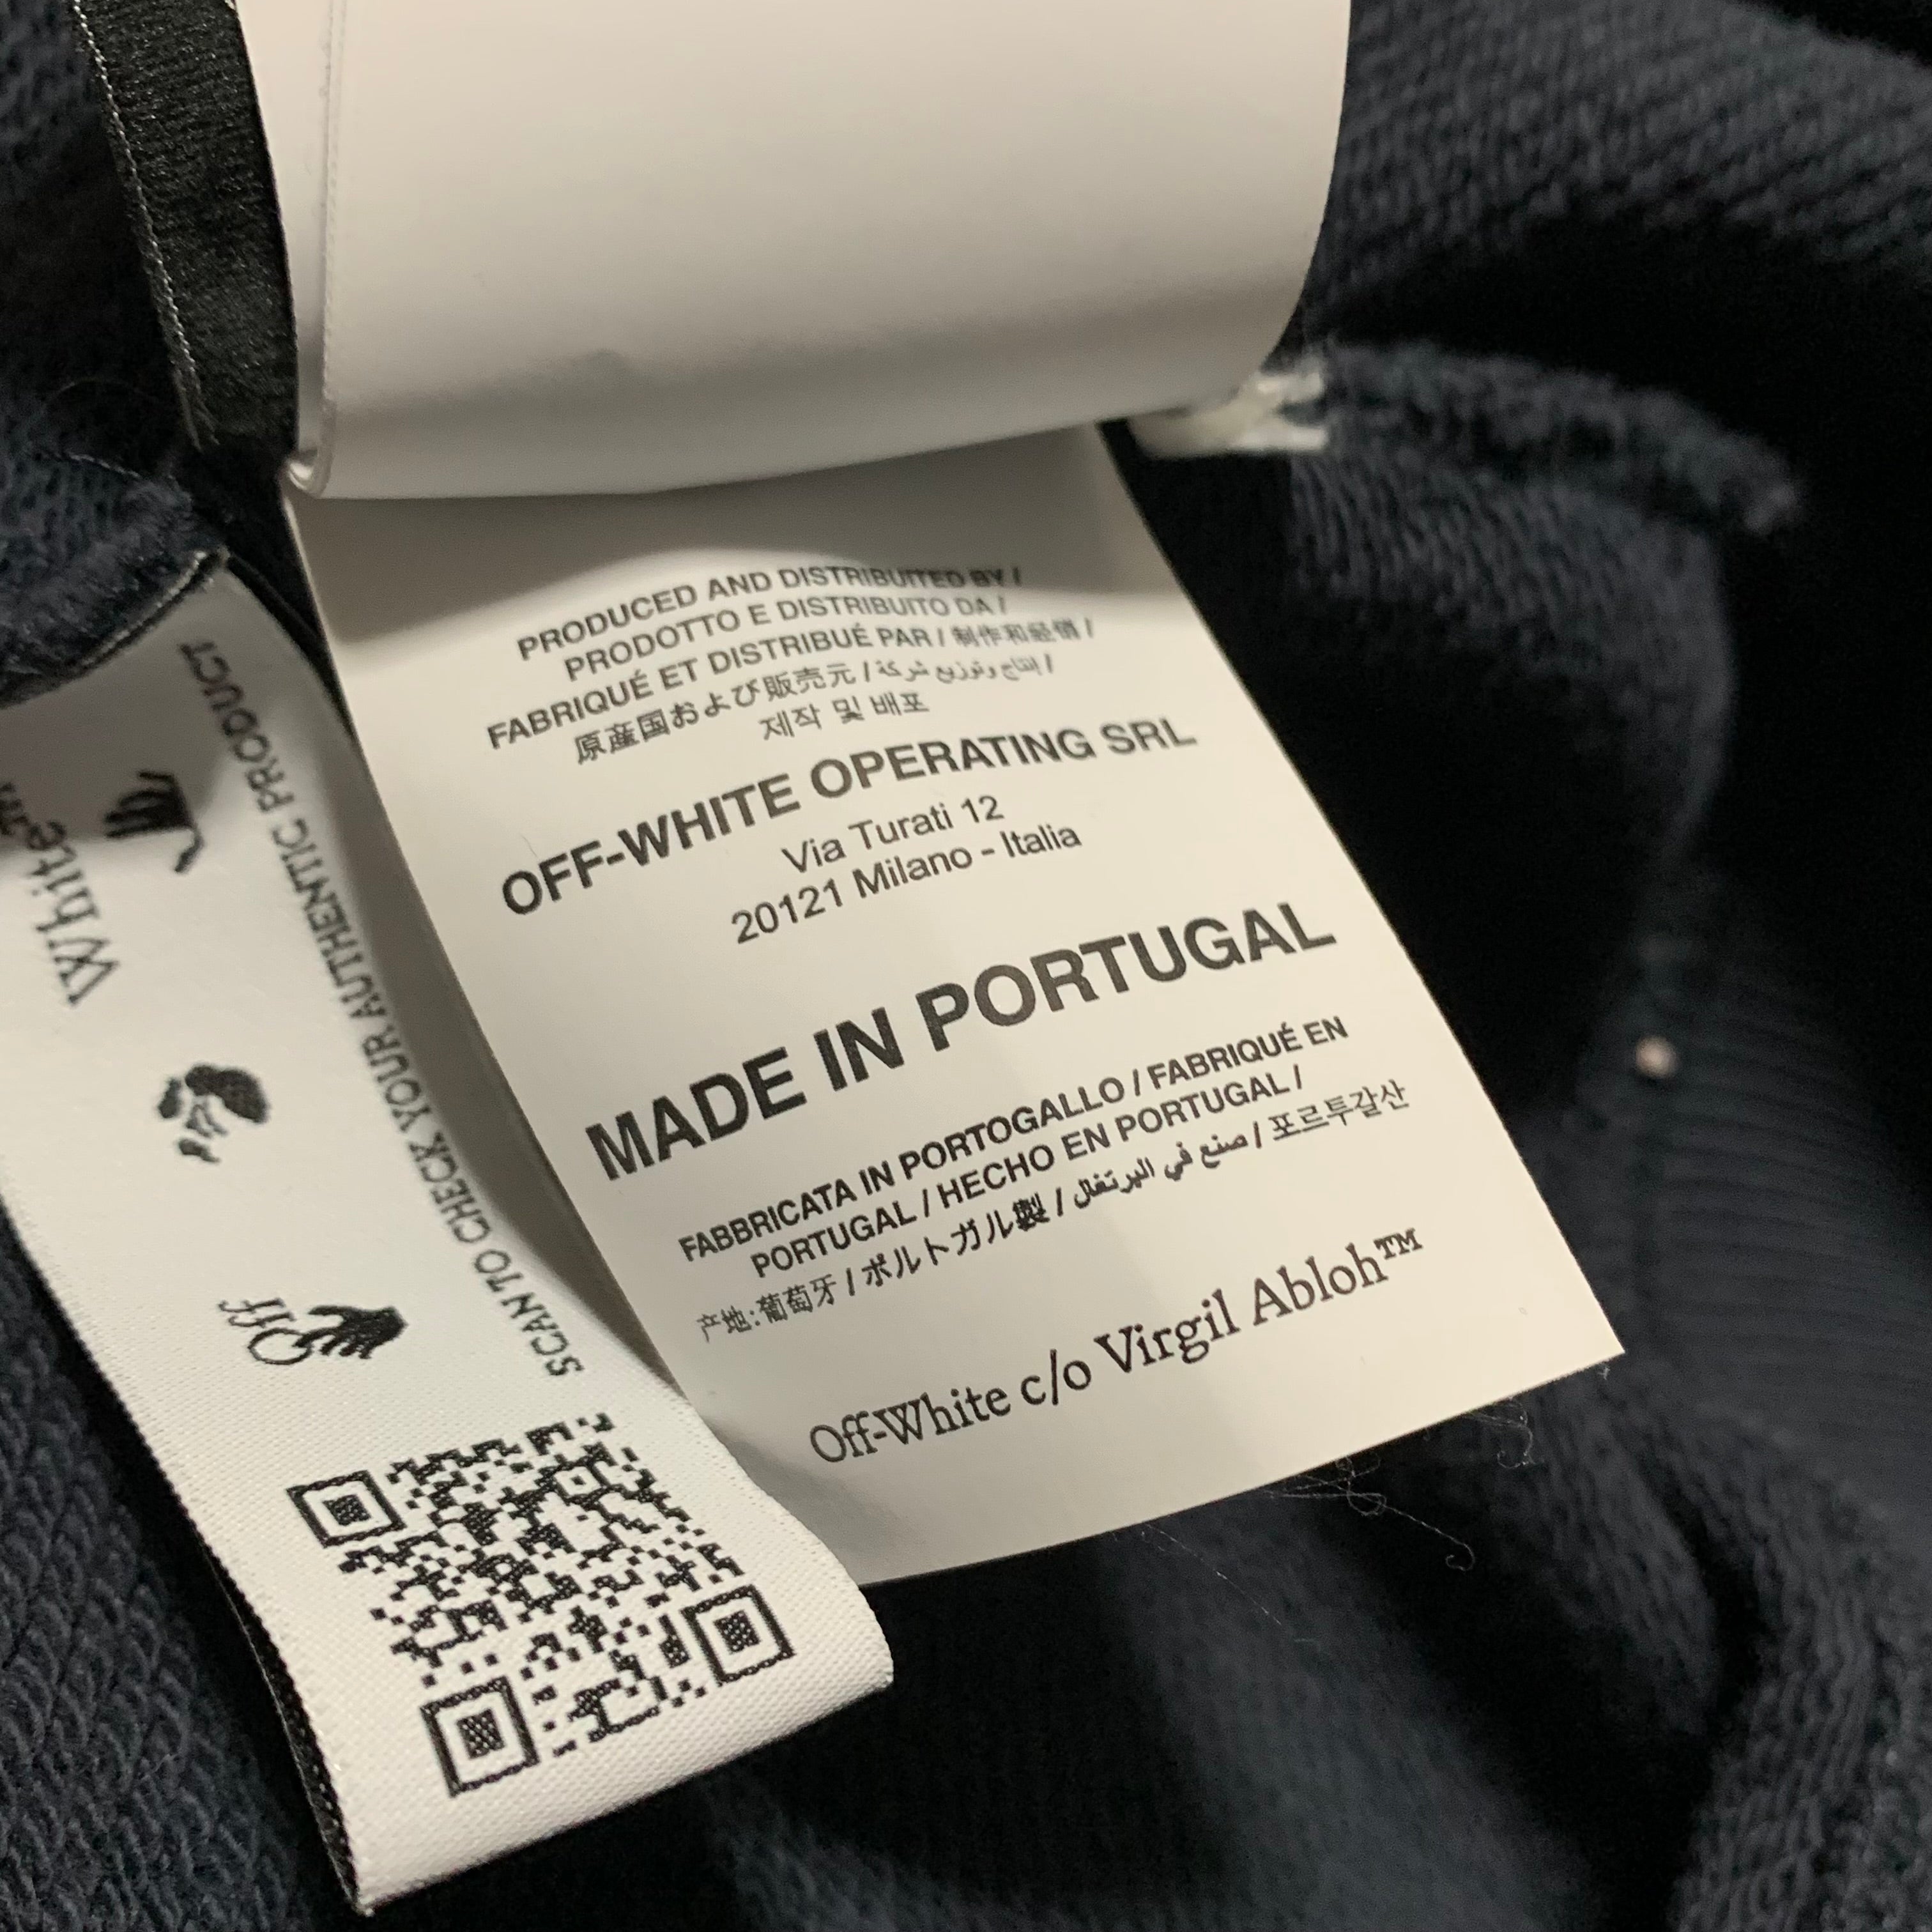 PRODUCED AND DISTRIBUITED BY /
PRODOTTO E DISTRIBUITO DA /
FABRIQUÉ ET DISTRIBUÉ PAR / 制作和经销 /
原産国および販売元 / إنتاج وتوزيع شركة /
제작 및 배포
OFF-WHITE OPERATING SRL
Via Turati 12
20121 Milano - Italia
MADE IN PORTUGAL
FABBRICATA IN PORTOGALLO / FABRIQUÉ EN
PORTUGAL / HECHO EN PORTUGAL /
产地:葡萄牙 / ポルトガル製 / صنع في البرتغال / 포르투갈산
Off-White c/o Virgil Abloh™
Off
White
SCAN TO CHECK YOUR AUTHENTIC PRODUCT